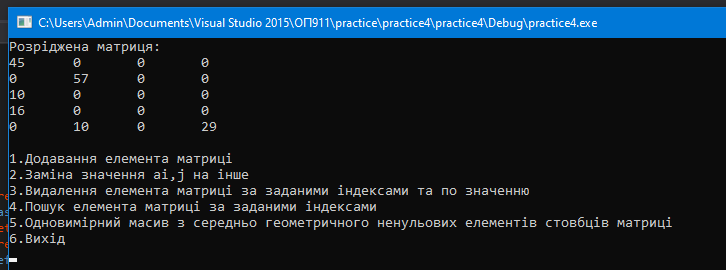 C:\Users\Admin\Documents\Visual Studio 2015\ОП911\practice\practice4\practice4\Debug\practice4.exe
Розріджена матриця:
45 0 0 0
0 57 0 0
10 0 0 0
16 0 0 0
0 10 0 29
1.Додавання елемента матриці
2.Заміна значення ai,j на інше
3.Видалення елемента матриці за заданими індексами та по значенню
4.Пошук елемента матриці за заданими індексами
5.Одновимірний масив з середньо геометричного ненульових елементів стовбців матриці
6.Вихід